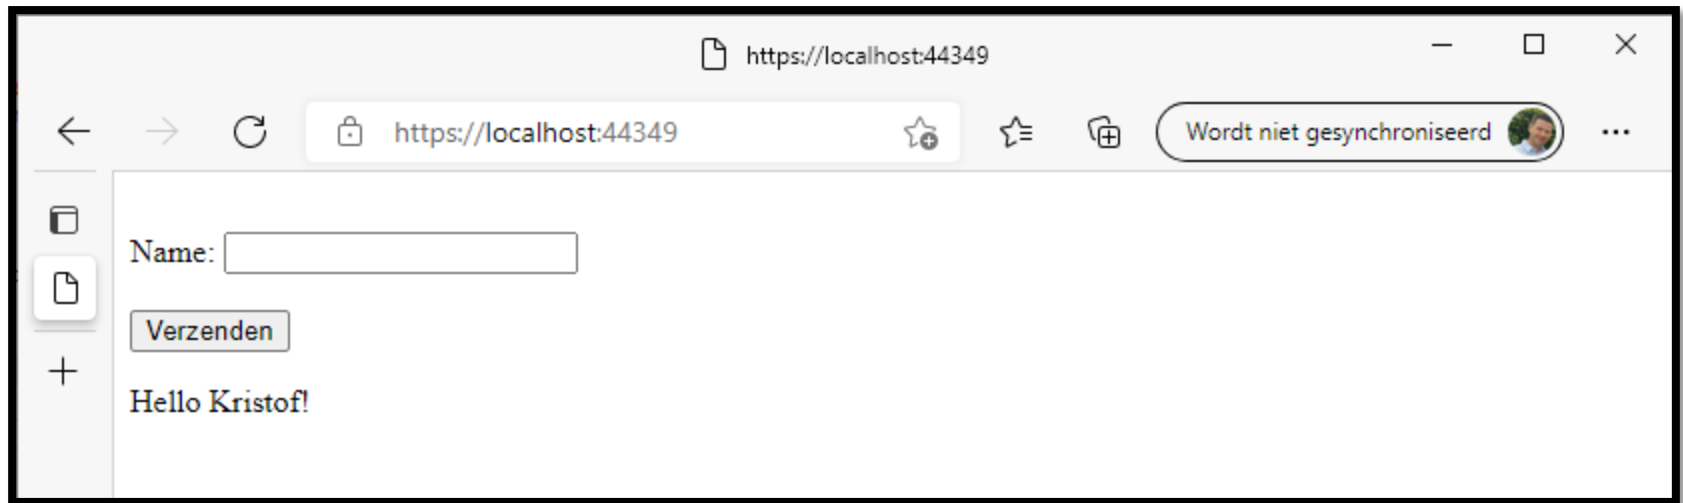 https://localhost:44349
https://localhost:44349
Wordt niet gesynchroniseerd
Name:
Verzenden
Hello Kristof!